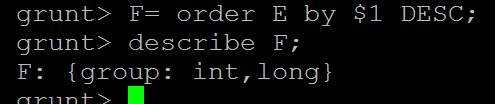 grunt> F= order E by $1 DESC;
grunt> describe F;
F: {group: int,long}
grunt>